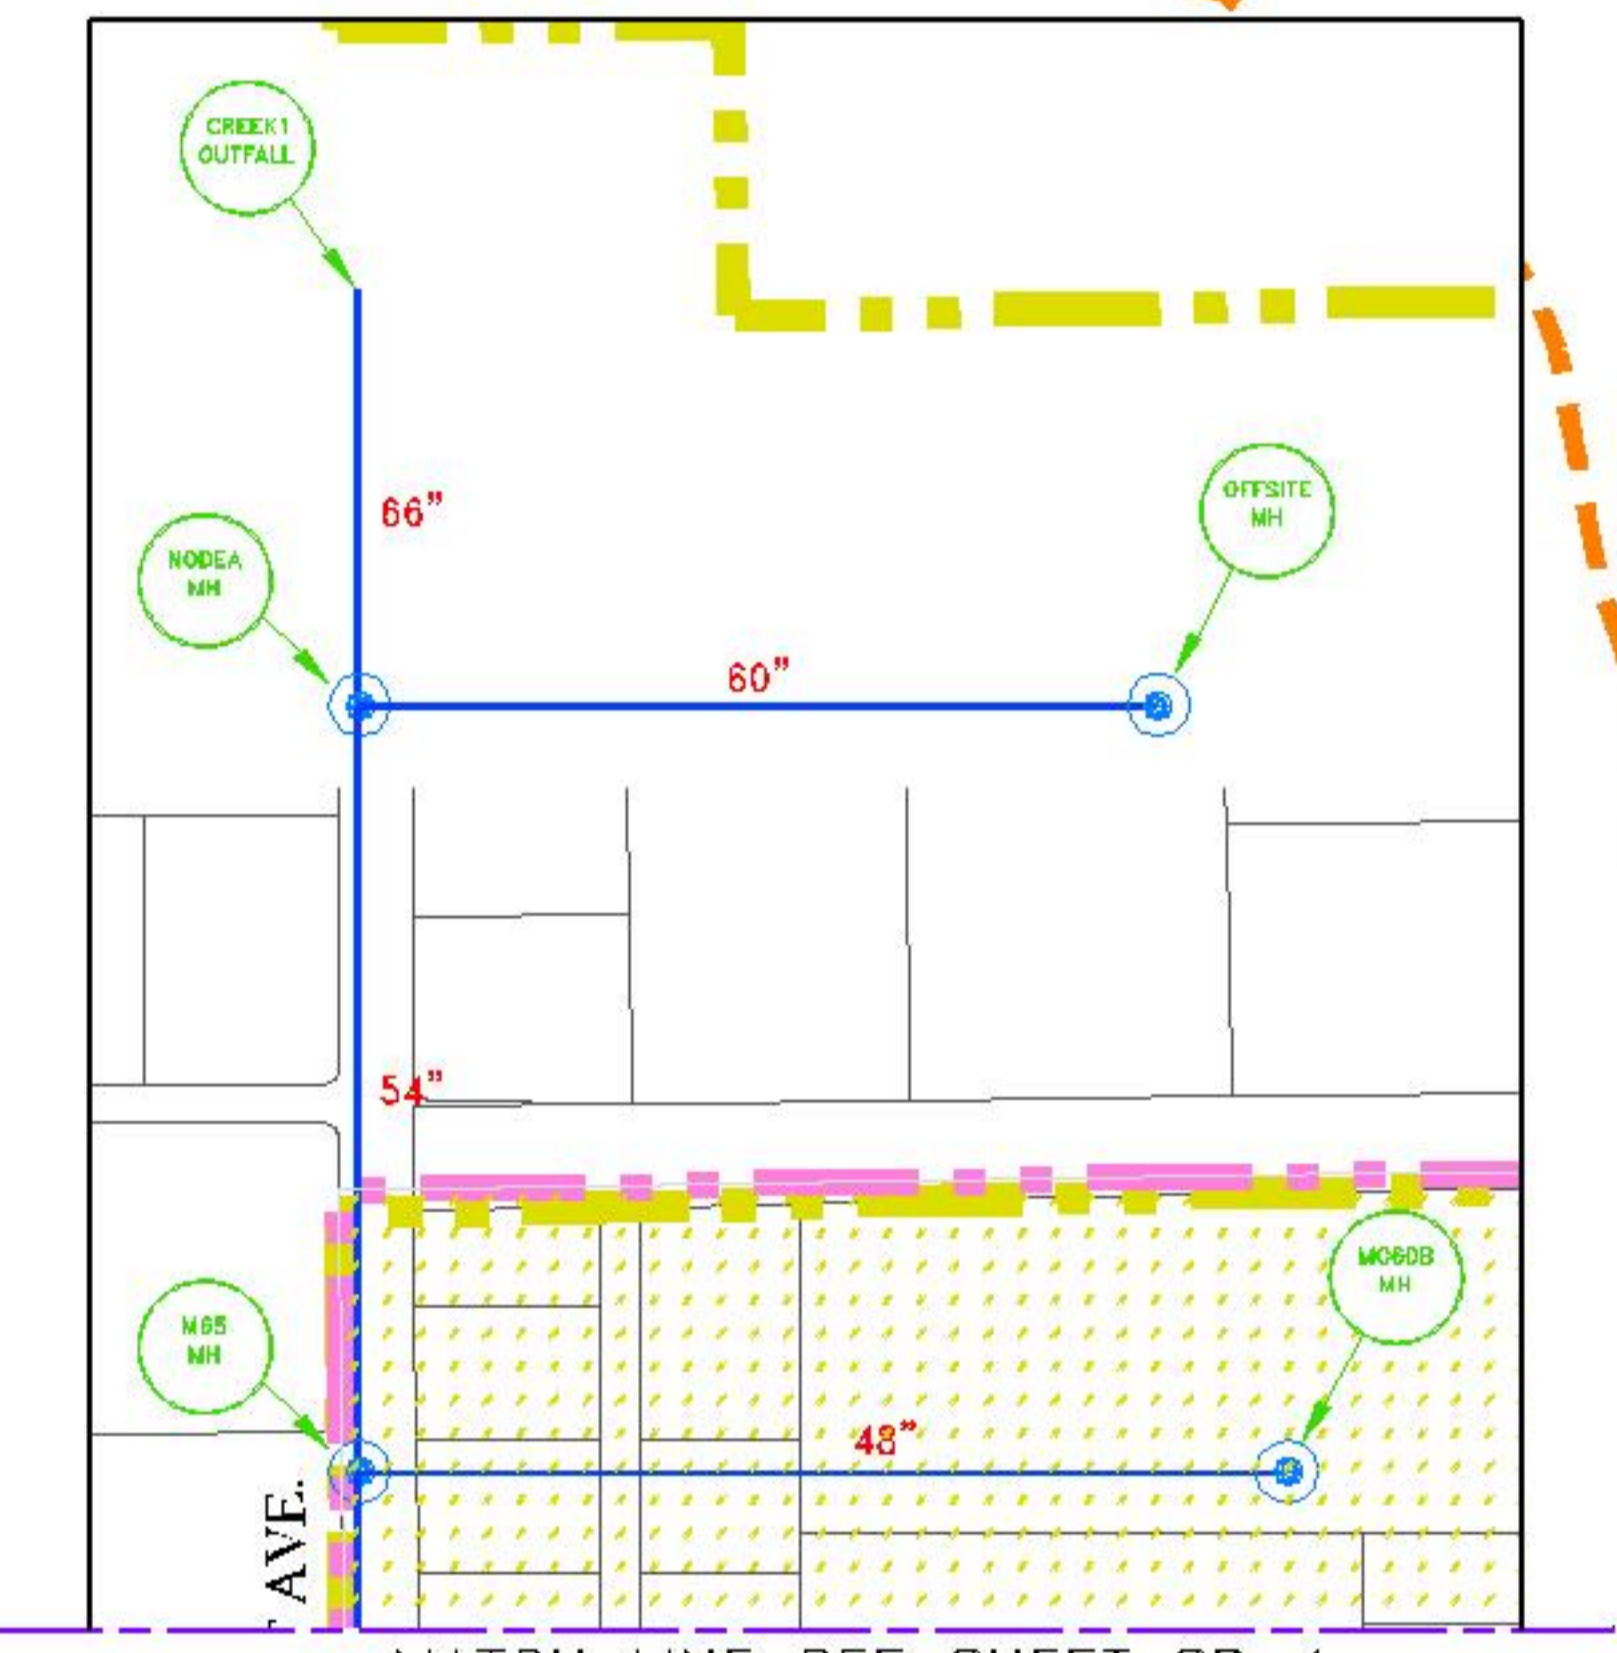 CREEK1
OUTFALL
66”
OFFSITE
MH
NODEA
MH
60”
54”
MC60B
MH
M65
MH
48”
AVE.